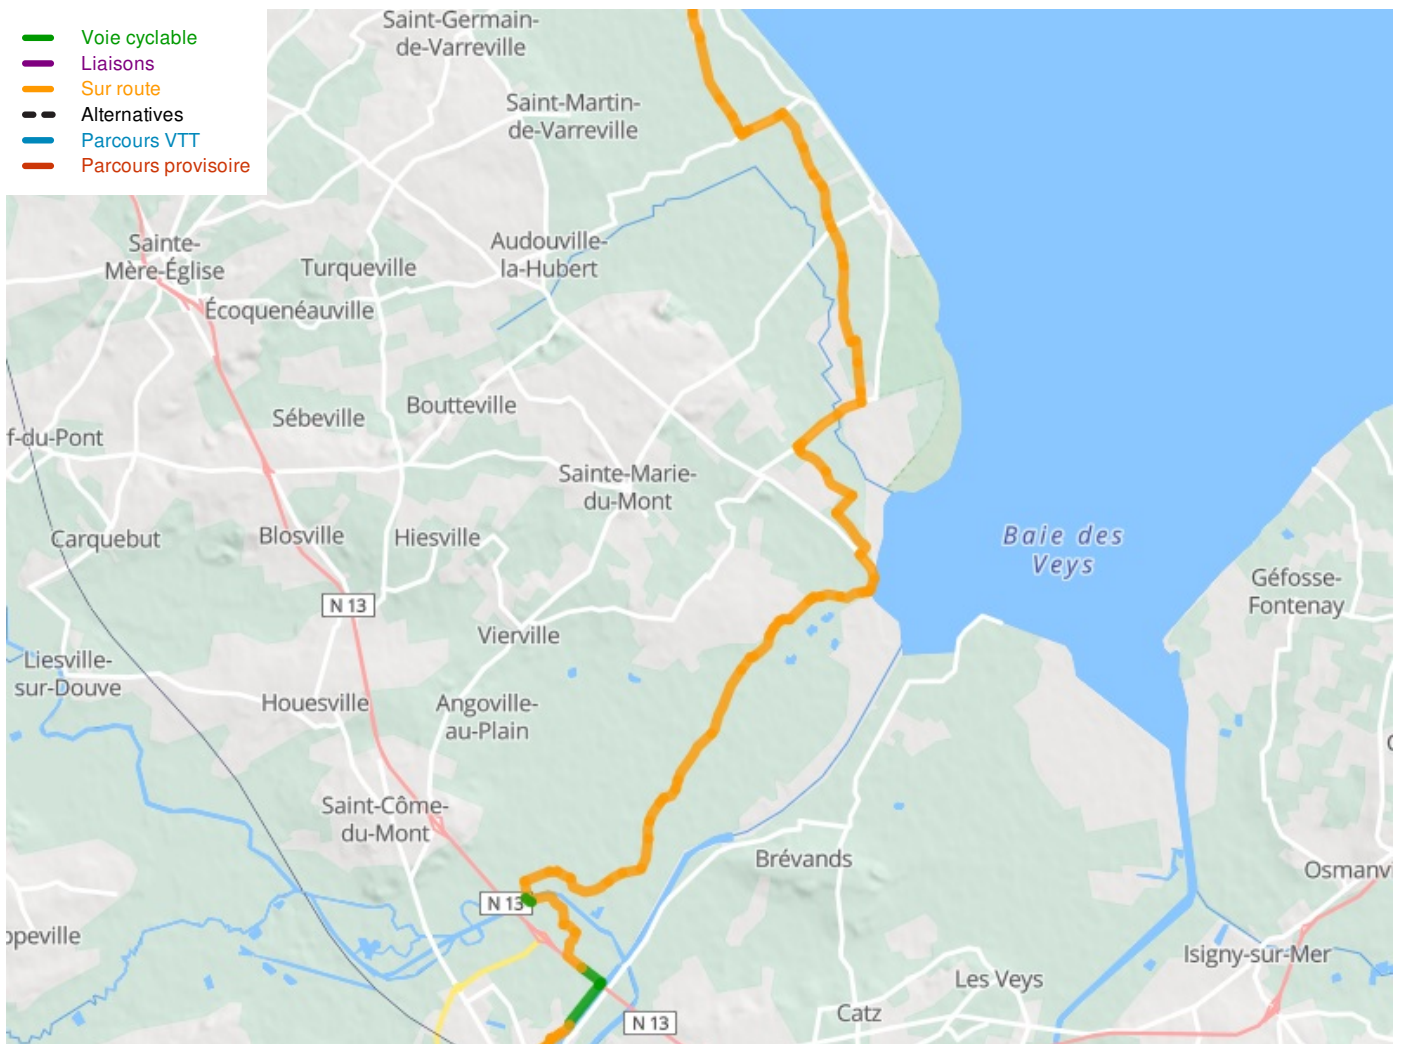 Voie cyclable
Liaisons
Sur route
Alternatives
Parcours VTT
Parcours provisoire
Saint-Germain-
de-Varreville
Saint-Martin-
de-Varreville
Sainte-
Mère-Église
Turqueville
Audouville-
la-Hubert
Écoquenéauville
Sébeville
Boutteville
f-du-Pont
Sainte-Marie-
du-Mont
Carquebut
Blosville
Hiesville
Baie des
Veys
Géfosse-
Fontenay
N 13
Vierville
Liesville-
sur-Douve
Houesville
Angoville-
au-Plain
Saint-Côme-
du-Mont
Brévands
Osmanvi
N 13
ppeville
Isigny-sur-Mer
Les Veys
Catz
N 13